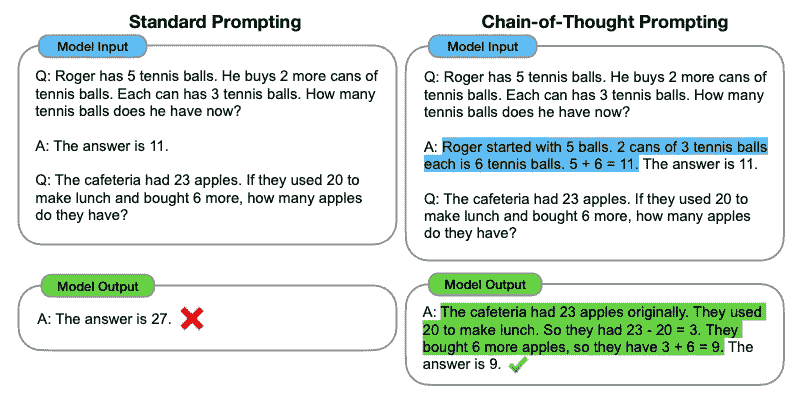 Standard Prompting
Model Input
Q: Roger has 5 tennis balls. He buys 2 more cans of
tennis balls. Each can has 3 tennis balls. How many
tennis balls does he have now?
A: The answer is 11.
Q: The cafeteria had 23 apples. If they used 20 to
make lunch and bought 6 more, how many apples
do they have?
Model Output
A: The answer is 27.
Chain-of-Thought Prompting
Model Input
Q: Roger has 5 tennis balls. He buys 2 more cans of
tennis balls. Each can has 3 tennis balls. How many
tennis balls does he have now?
A: Roger started with 5 balls. 2 cans of 3 tennis balls
each is 6 tennis balls. 5 + 6 = 11. The answer is 11.
Q: The cafeteria had 23 apples. If they used 20 to
make lunch and bought 6 more, how many apples
do they have?
Model Output
A: The cafeteria had 23 apples originally. They used
20 to make lunch. So they had 23 - 20 = 3. They
bought 6 more apples, so they have 3 + 6 = 9. The
answer is 9.